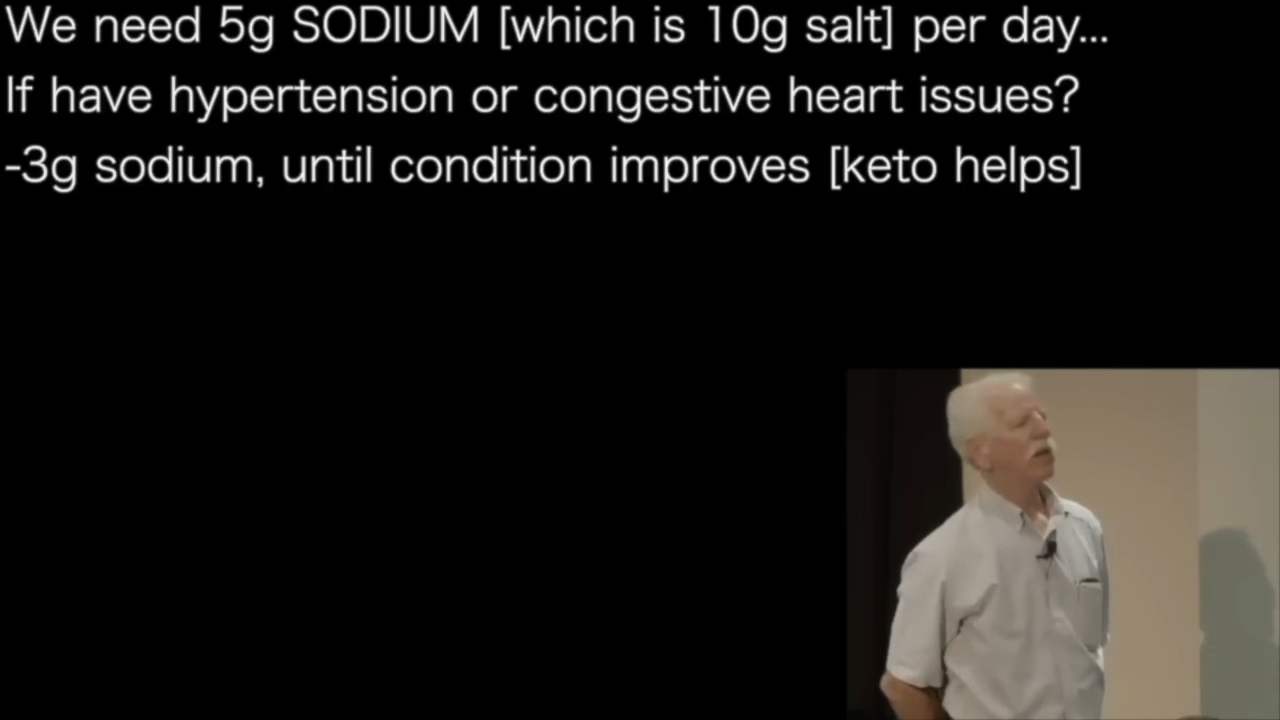 We need 5g SODIUM [which is 10g salt] per day...
If have hypertension or congestive heart issues?
-3g sodium, until condition improves [keto helps]